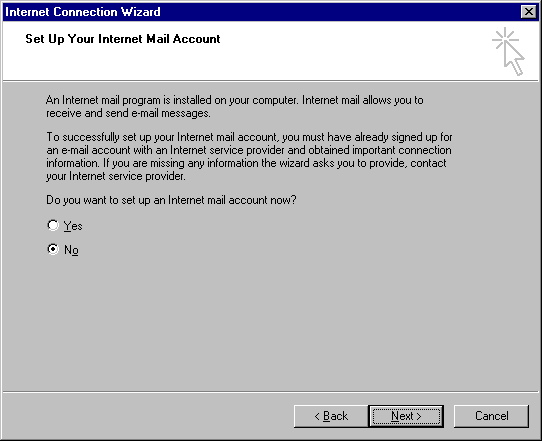 Internet Connection Wizard
Set Up Your Internet Mail Account
An Internet mail program is installed on your computer. Internet mail allows you to
receive and send e-mail messages.
To successfully set up your Internet mail account, you must have already signed up for
an e-mail account with an Internet service provider and obtained important connection
information. If you are missing any information the wizard asks you to provide, contact
your Internet service provider.
Do you want to set up an Internet mail account now?
Yes
No
< Back Next > Cancel